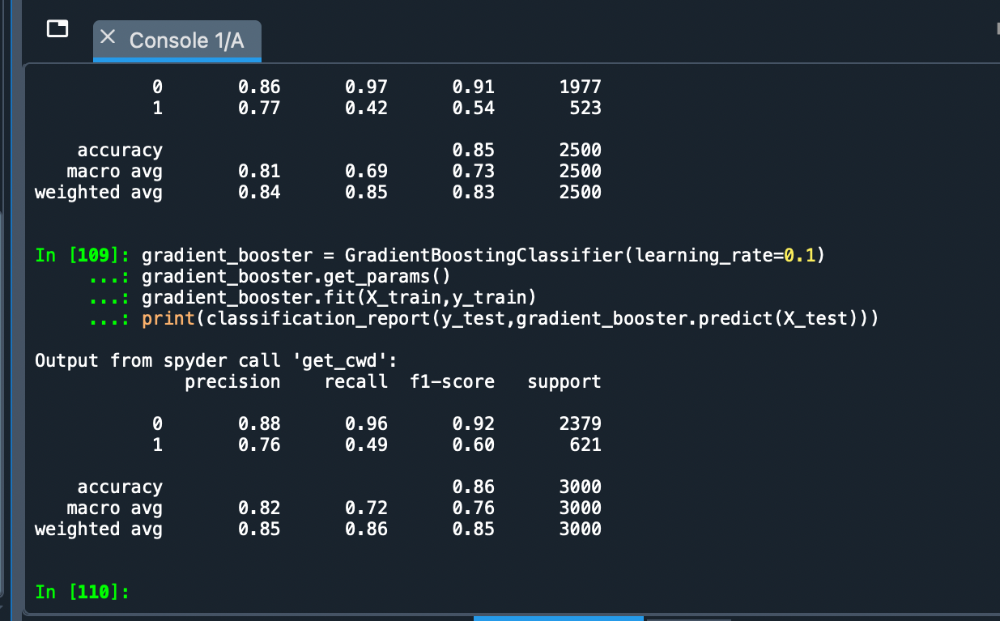 Console 1/A
0 0.86 0.97 0.91 1977
1 0.77 0.42 0.54 523
accuracy 0.85 2500
macro avg 0.81 0.69 0.73 2500
weighted avg 0.84 0.85 0.83 2500
In [109]: gradient_booster = GradientBoostingClassifier(learning_rate=0.1)
...: gradient_booster.get_params()
...: gradient_booster.fit(X_train,y_train)
...: print(classification_report(y_test,gradient_booster.predict(X_test)))
Output from spyder call 'get_cwd':
precision recall f1-score support
0 0.88 0.96 0.92 2379
1 0.76 0.49 0.60 621
accuracy 0.86 3000
macro avg 0.82 0.72 0.76 3000
weighted avg 0.85 0.86 0.85 3000
In [110]: